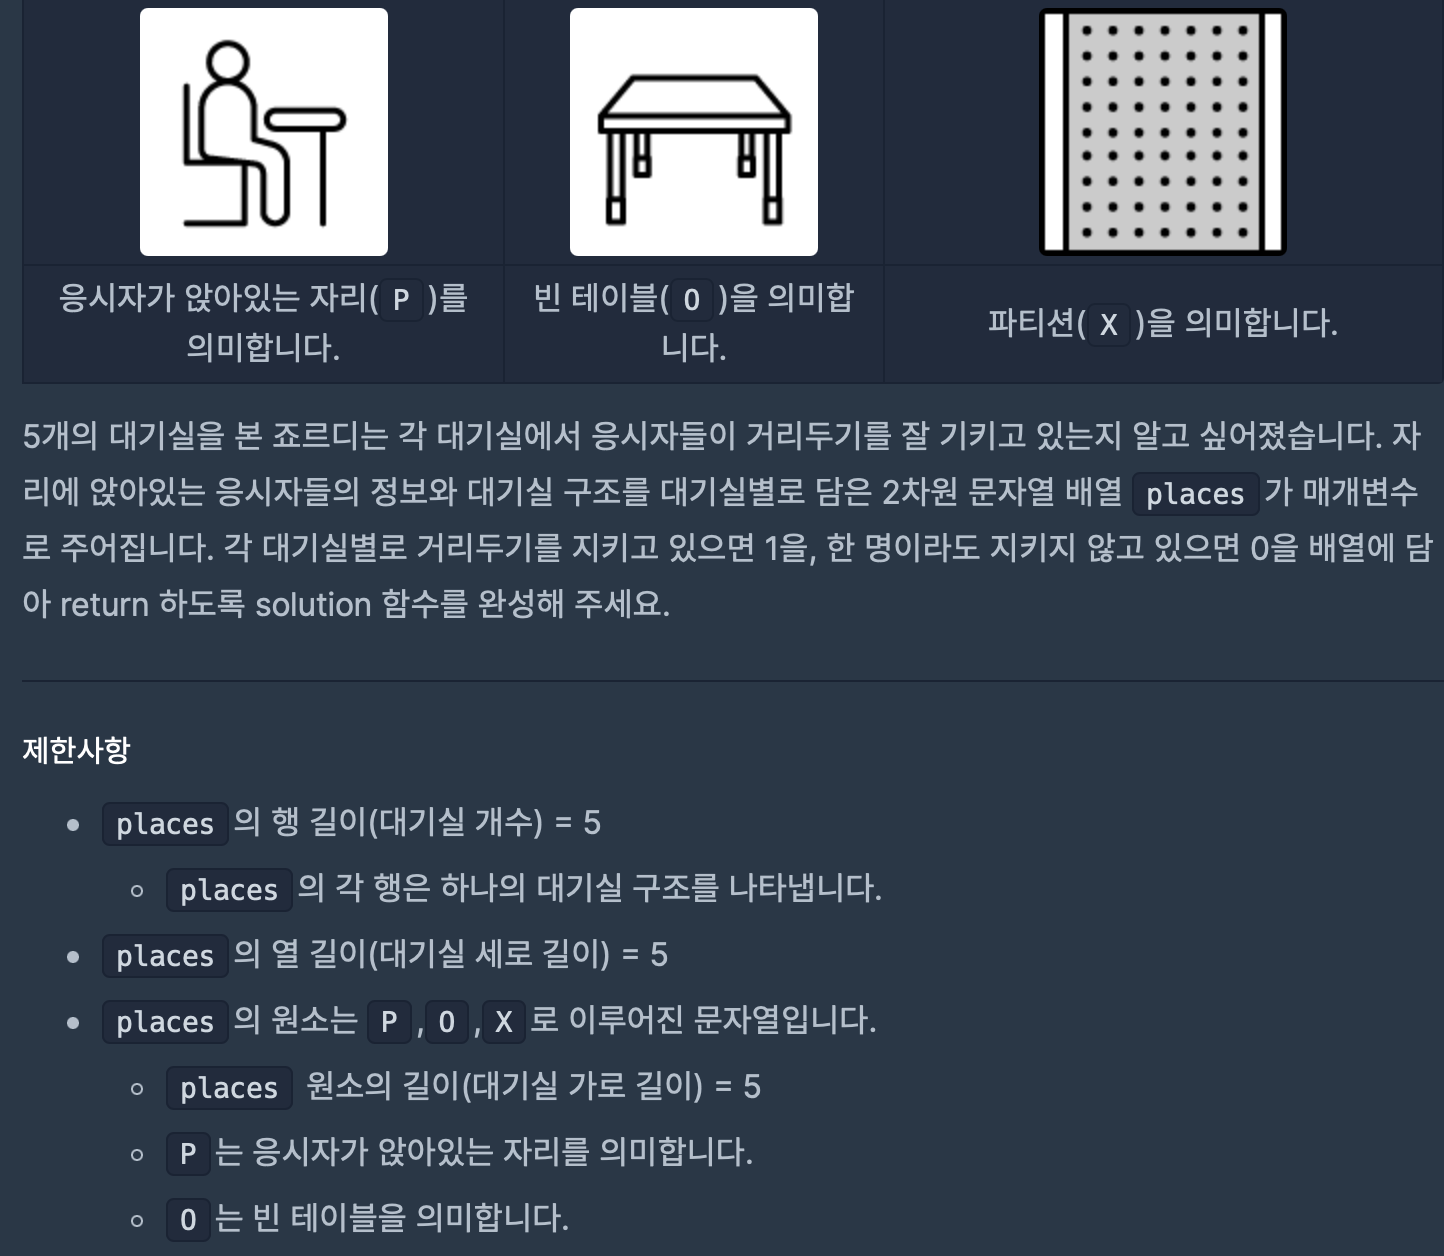 응시자가 앉아있는 자리( P )를
의미합니다.
빈 테이블( O )을 의미합
니다.
파티션( X )을 의미합니다.
5개의 대기실을 본 죠르디는 각 대기실에서 응시자들이 거리두기를 잘 기키고 있는지 알고 싶어졌습니다. 자
리에 앉아있는 응시자들의 정보와 대기실 구조를 대기실별로 담은 2차원 문자열 배열 places 가 매개변수
로 주어집니다. 각 대기실별로 거리두기를 지키고 있으면 1을, 한 명이라도 지키지 않고 있으면 0을 배열에 담
아 return 하도록 solution 함수를 완성해 주세요.
제한사항
places 의 행 길이(대기실 개수) = 5
places 의 각 행은 하나의 대기실 구조를 나타냅니다.
places 의 열 길이(대기실 세로 길이) = 5
places 의 원소는 P , O , X 로 이루어진 문자열입니다.
places 원소의 길이(대기실 가로 길이) = 5
P 는 응시자가 앉아있는 자리를 의미합니다.
O 는 빈 테이블을 의미합니다.